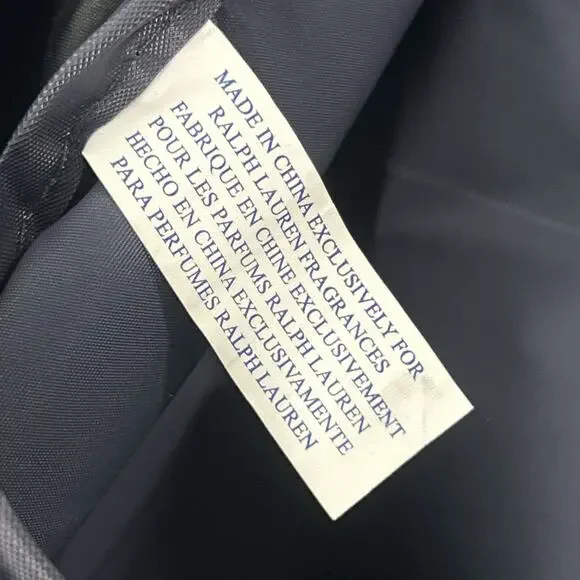 MADE IN CHINA EXCLUSIVELY FOR
RALPH LAUREN FRAGRANCES
FABRIQUE EN CHINE EXCLUSIVEMENT
POUR LES PARFUMS RALPH LAUREN
HECHO EN CHINA EXCLUSIVAMENTE
PARA PERFUMES RALPH LAUREN